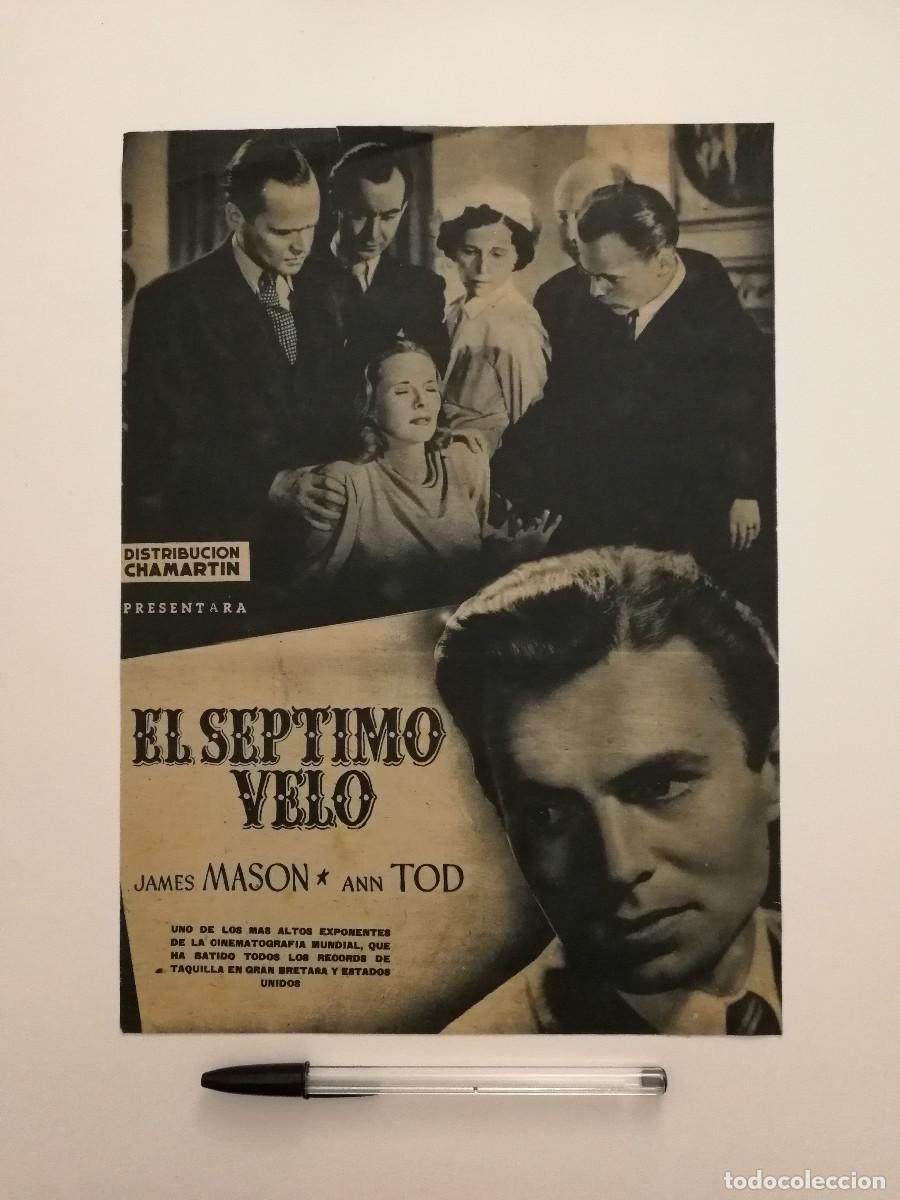 DISTRIBUCION
CHAMARTIN
PRESENTARA
EL SEPTIMO
VELO
JAMES MASON * ANN TOD
UNO DE LOS MAS ALTOS EXPONENTES
DE LA CINEMATOGRAFIA MUNDIAL, QUE
HA BATIDO TODOS LOS RECORDS DE
TAQUILLA EN GRAN BRETAÑA Y ESTADOS
UNIDOS
todocoleccion